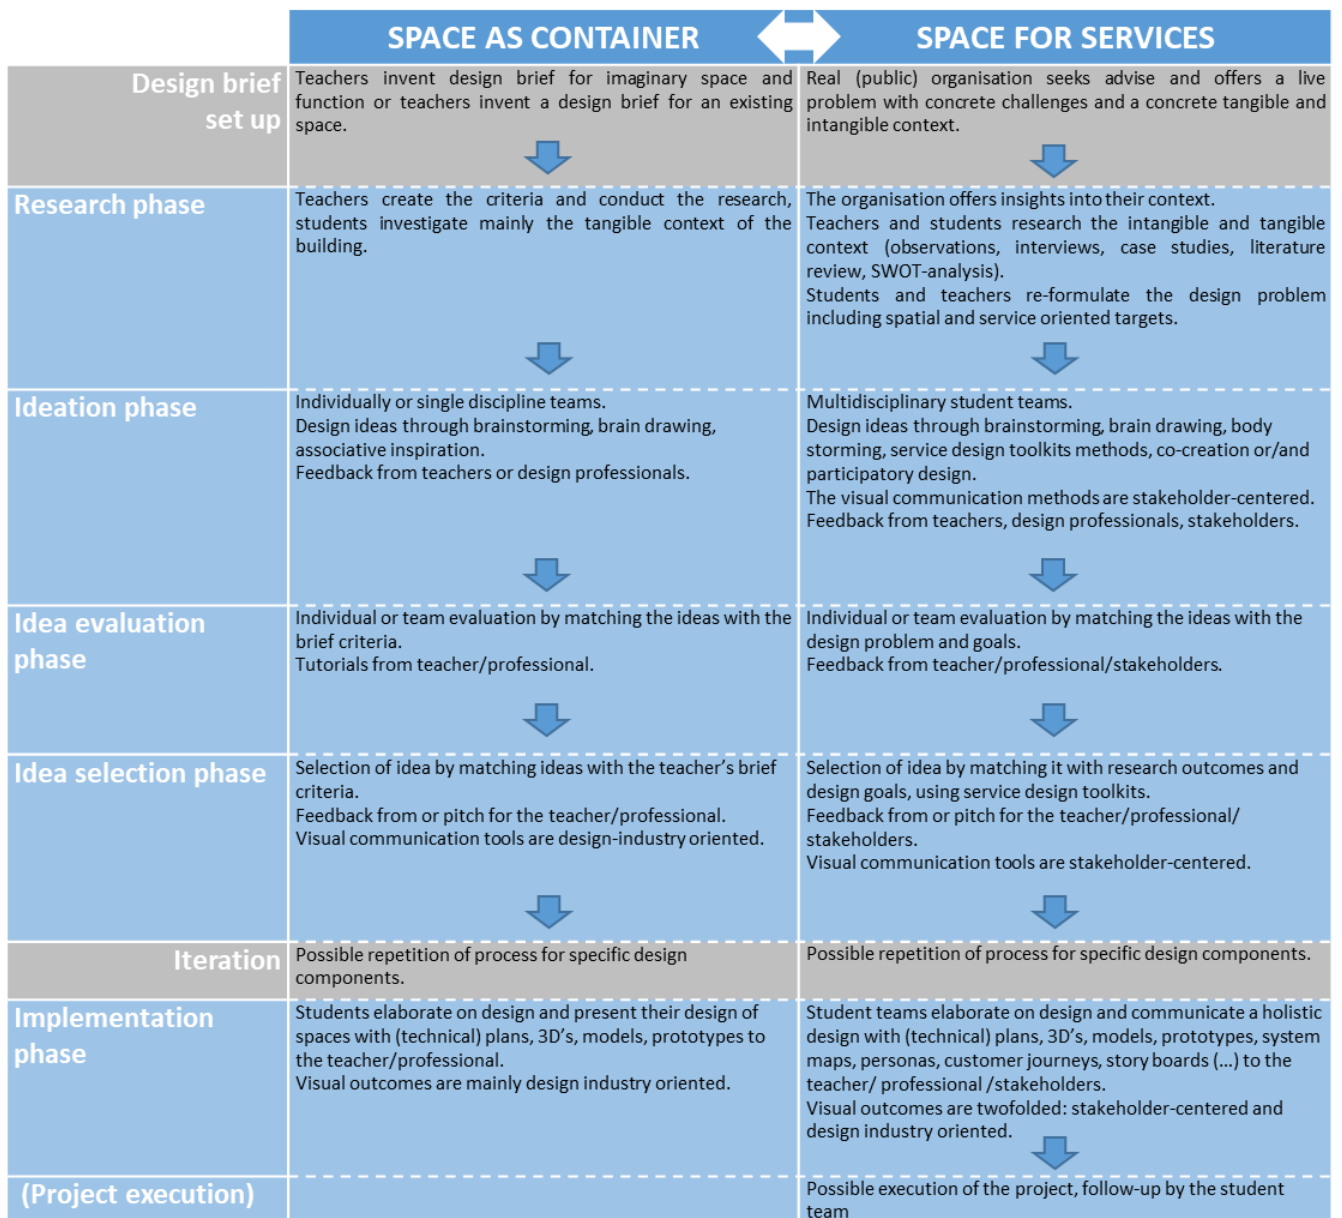 SPACE AS CONTAINER
SPACE FOR SERVICES
Design brief
set up
Teachers invent design brief for imaginary space and
function or teachers invent a design brief for an existing
space.
Real (public) organisation seeks advise and offers a live
problem with concrete challenges and a concrete tangible and
intangible context.
Research phase
Teachers create the criteria and conduct the research,
students investigate mainly the tangible context of the
building.
The organisation offers insights into their context.
Teachers and students research the intangible and tangible
context (observations, interviews, case studies, literature
review, SWOT-analysis).
Students and teachers re-formulate the design problem
including spatial and service oriented targets.
Ideation phase
Individually or single discipline teams.
Design ideas through brainstorming, brain drawing,
associative inspiration.
Feedback from teachers or design professionals.
Multidisciplinary student teams.
Design ideas through brainstorming, brain drawing, body
storming, service design toolkits methods, co-creation or/and
participatory design.
The visual communication methods are stakeholder-centered.
Feedback from teachers, design professionals, stakeholders.
Idea evaluation
phase
Individual or team evaluation by matching the ideas with the
brief criteria.
Tutorials from teacher/professional.
Individual or team evaluation by matching the ideas with the
design problem and goals.
Feedback from teacher/professional/stakeholders.
Idea selection phase
Selection of idea by matching ideas with the teacher's brief
criteria.
Feedback from or pitch for the teacher/professional.
Visual communication tools are design-industry oriented.
Selection of idea by matching it with research outcomes and
design goals, using service design toolkits.
Feedback from or pitch for the teacher/professional/
stakeholders.
Visual communication tools are stakeholder-centered.
Iteration
Possible repetition of process for specific design
components.
Possible repetition of process for specific design components.
Implementation
phase
Students elaborate on design and present their design of
spaces with (technical) plans, 3D's, models, prototypes to
the teacher/professional.
Visual outcomes are mainly design industry oriented.
Student teams elaborate on design and communicate a holistic
design with (technical) plans, 3D's, models, prototypes, system
maps, personas, customer journeys, story boards (...) to the
teacher/ professional /stakeholders.
Visual outcomes are twofolded: stakeholder-centered and
design industry oriented.
(Project execution)
Possible execution of the project, follow-up by the student
team